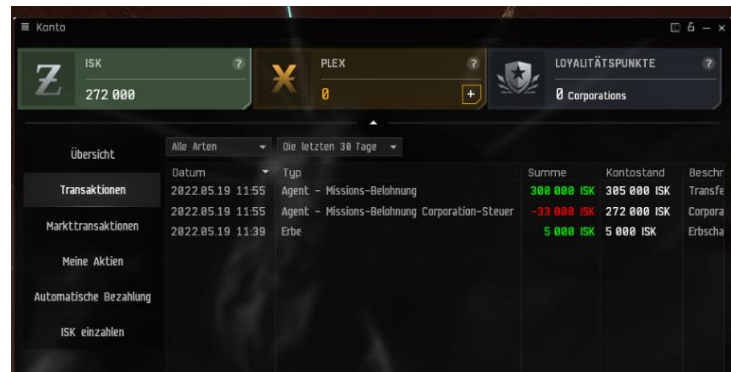 Konto
ISK ?
272 000
PLEX ?
0 +
LOYALITÄTSPUNKTE ?
0 Corporations
Übersicht
Transaktionen
Markttransaktionen
Meine Aktien
Automatische Bezahlung
ISK einzahlen
Alle Arten Die letzten 30 Tage
Datum Typ Summe Kontostand Beschr
2022.05.19 11:55 Agent - Missions-Belohnung 300 000 ISK 305 000 ISK Transfe
2022.05.19 11:55 Agent - Missions-Belohnung Corporation-Steuer -33 000 ISK 272 000 ISK Corpora
2022.05.19 11:39 Erbe 5 000 ISK 5 000 ISK Erbscha